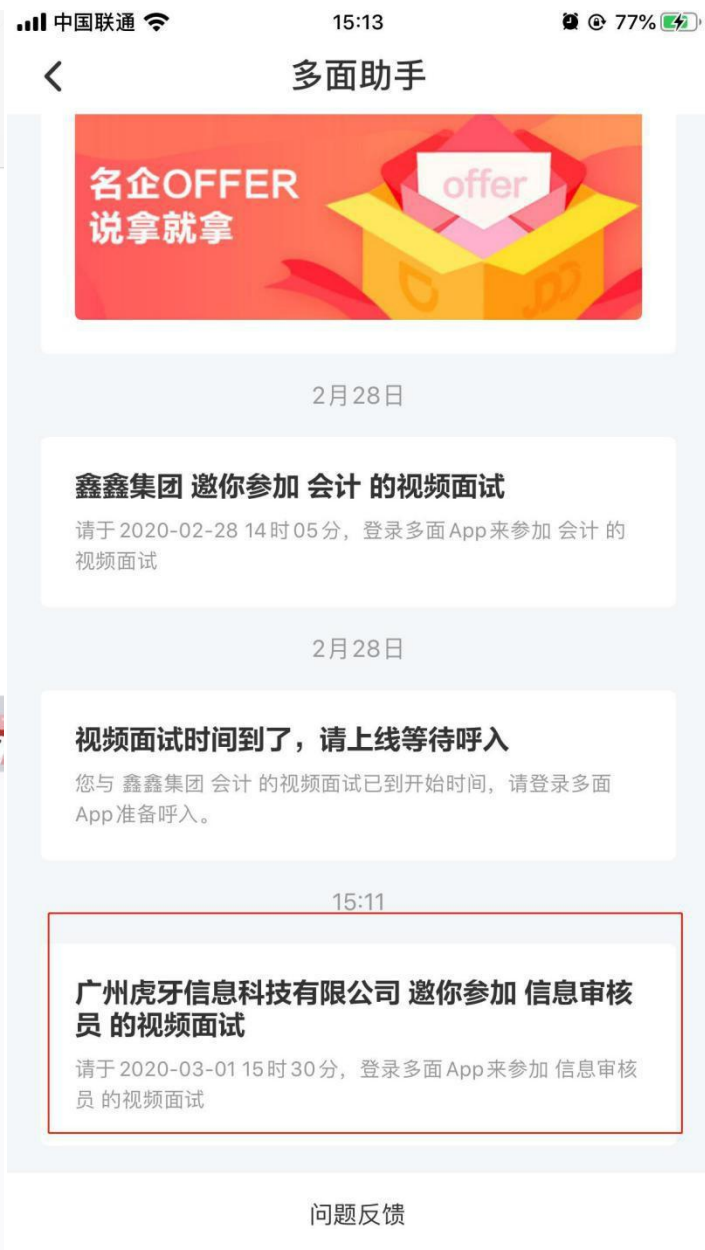 中国联通 15:13 77%
多面助手
名企OFFER
说拿就拿
offer
2月28日
鑫鑫集团 邀你参加 会计 的视频面试
请于2020-02-28 14时05分，登录多面App来参加 会计 的
视频面试
2月28日
视频面试时间到了，请上线等待呼入
您与 鑫鑫集团 会计 的视频面试已到开始时间，请登录多面
App准备呼入。
15:11
广州虎牙信息科技有限公司 邀你参加 信息审核
员 的视频面试
请于2020-03-01 15时30分，登录多面App来参加 信息审核
员 的视频面试
问题反馈